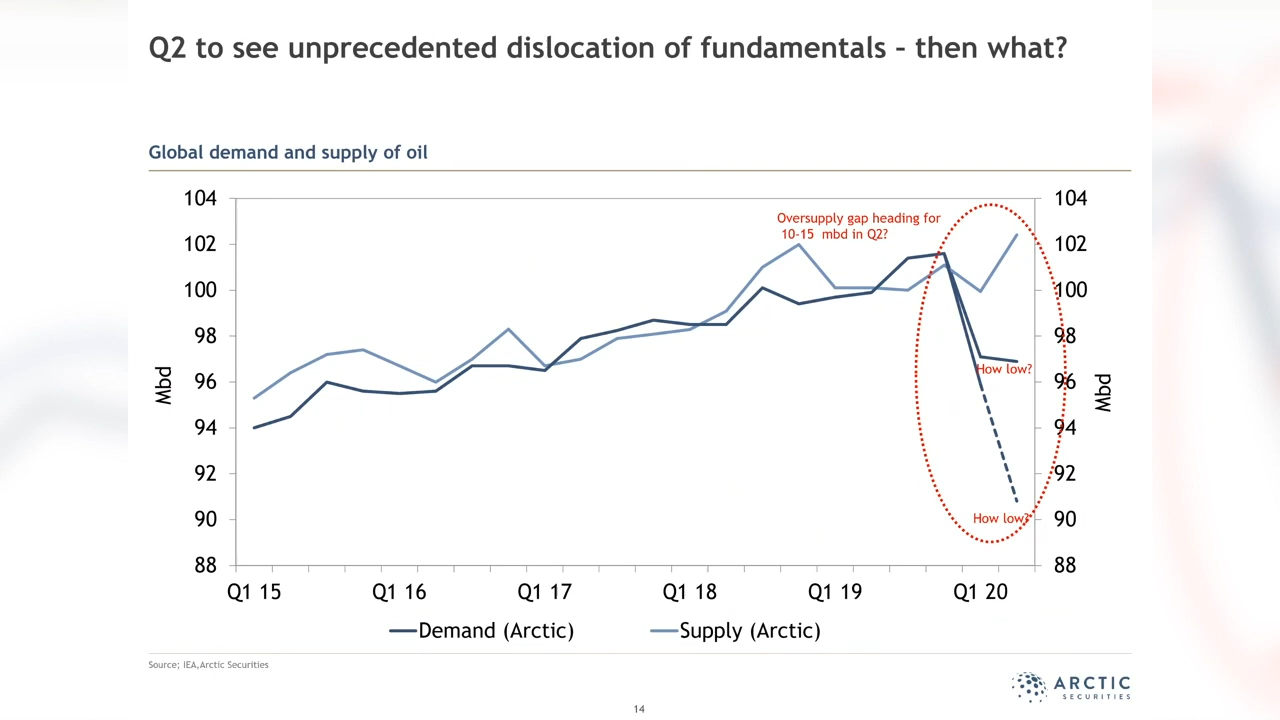 Q2 to see unprecedented dislocation of fundamentals – then what?
Global demand and supply of oil
104
102
100
98
96
94
92
90
88
Mbd
Oversupply gap heading for
10-15 mbd in Q2?
How low?
How low?
104
102
100
98
96
94
92
90
88
Mbd
Q1 15 Q1 16 Q1 17 Q1 18 Q1 19 Q1 20
Demand (Arctic) Supply (Arctic)
Source; IEA,Arctic Securities
ARCTIC
SECURITIES
14